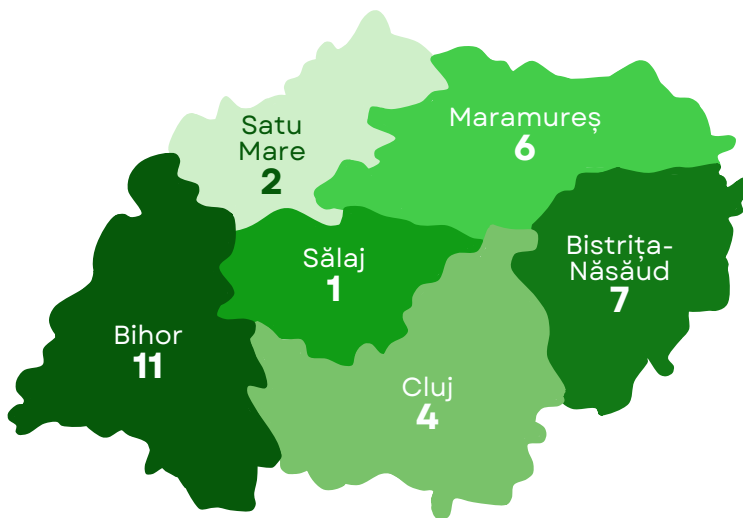 Satu
Mare
2
Maramureș
6
Sălaj
1
Bistrița-
Năsăud
7
Bihor
11
Cluj
4